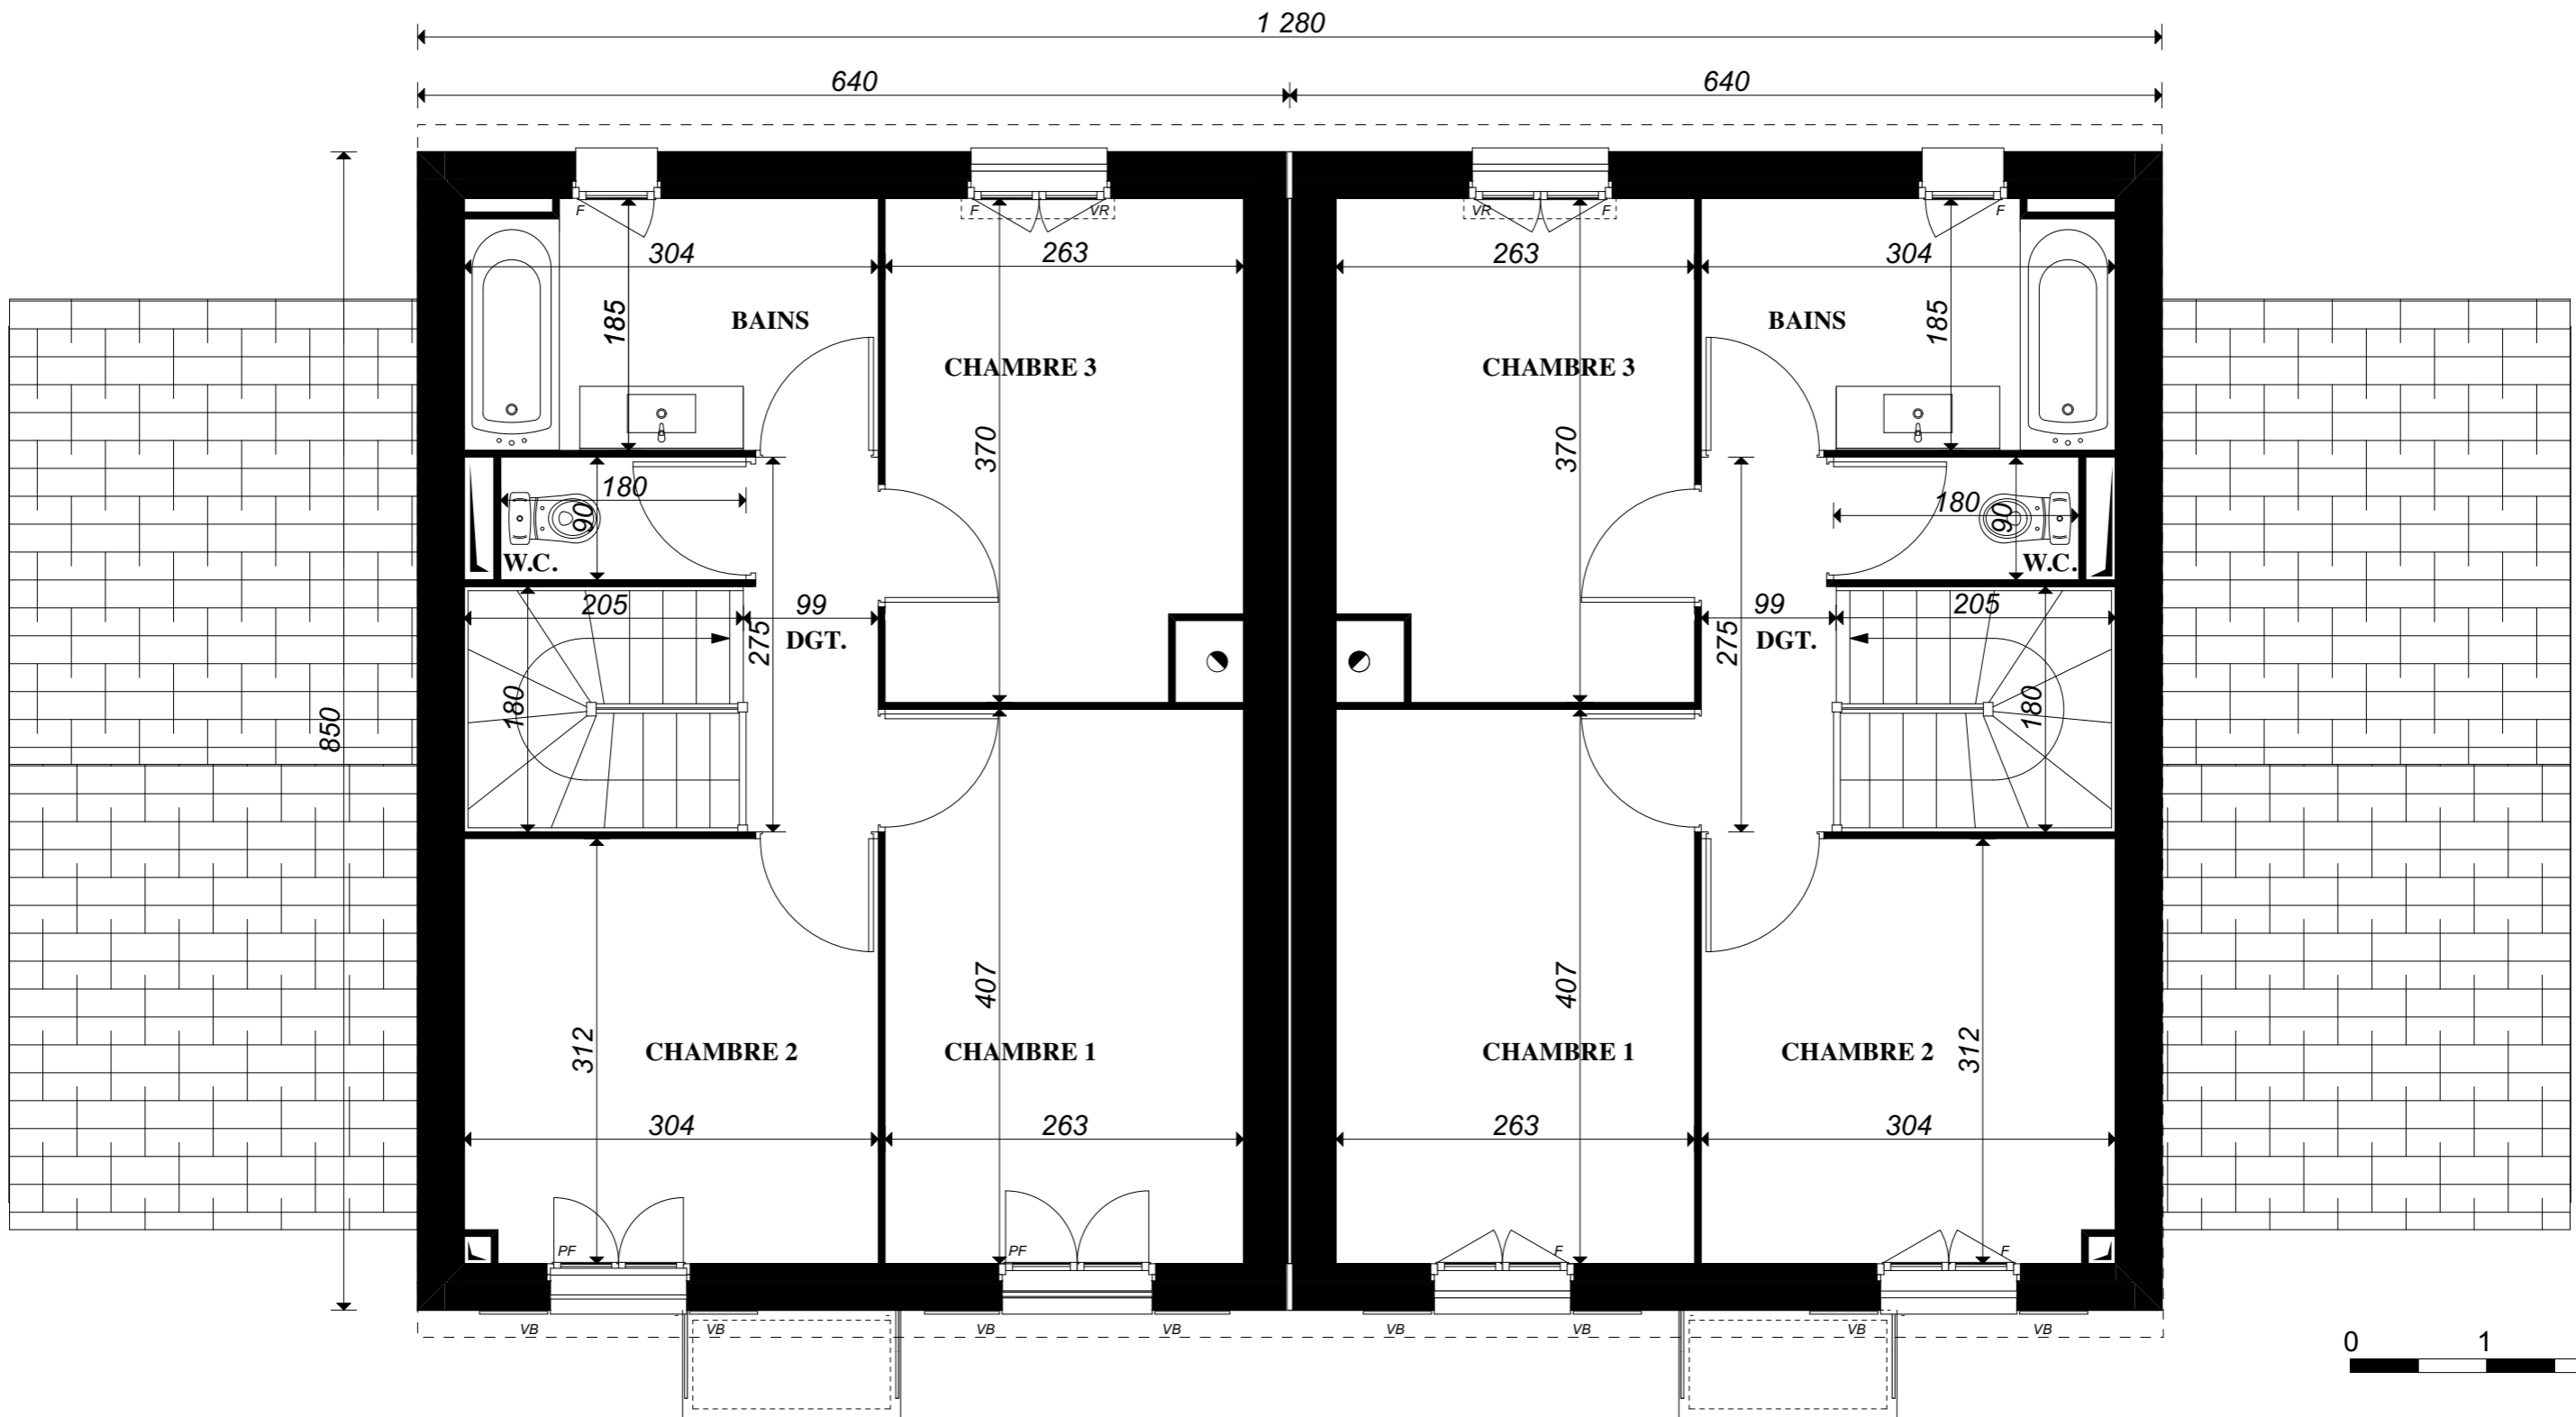 1 280
640 640
F F VR VR F F
304 263 263 304
185 BAINS BAINS 185
CHAMBRE 3 CHAMBRE 3
370 370
180 180
90 90
W.C. W.C.
205 99 99 205
275 DGT. 275 DGT.
180 180
850
407 407
312 CHAMBRE 2 CHAMBRE 1 CHAMBRE 1 CHAMBRE 2 312
304 263 263 304
PF PF F F
VB VB VB VB VB VB VB VB
0 1